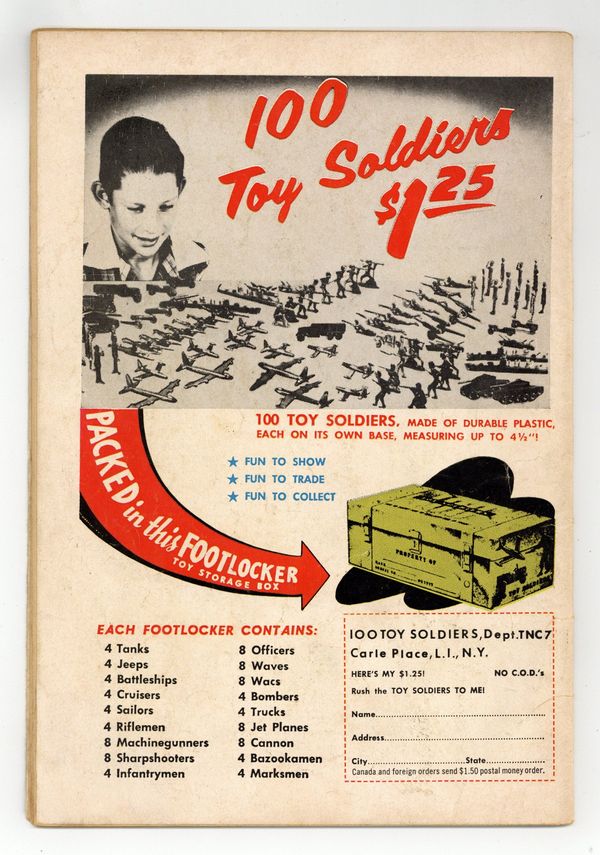 100
Toy Soldiers
$1.25
100 TOY SOLDIERS, MADE OF DURABLE PLASTIC,
EACH ON ITS OWN BASE, MEASURING UP TO 4½"!
★ FUN TO SHOW
★ FUN TO TRADE
★ FUN TO COLLECT
PACKED in this FOOTLOCKER
TOY STORAGE BOX
PROPERTY OF
EACH FOOTLOCKER CONTAINS:
4 Tanks
4 Jeeps
4 Battleships
4 Cruisers
4 Sailors
4 Riflemen
8 Machinegunners
8 Sharpshooters
4 Infantrymen
8 Officers
8 Waves
8 Wacs
4 Bombers
4 Trucks
8 Jet Planes
8 Cannon
4 Bazookamen
4 Marksmen
100 TOY SOLDIERS, Dept. TNC7
Carle Place, L.I., N.Y.
HERE'S MY $1.25! NO C.O.D.'s
Rush the TOY SOLDIERS TO ME!
Name
Address
City State
Canada and foreign orders send $1.50 postal money order.